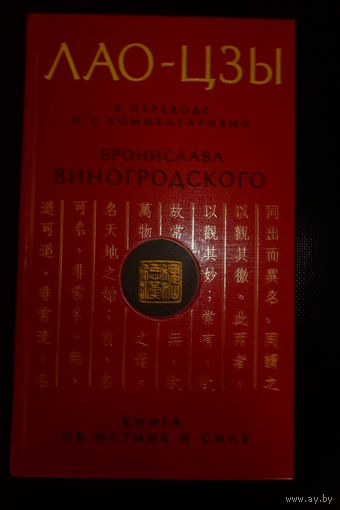 ЛАО-ЦЗЫ
В ПЕРЕВОДЕ
И С КОММЕНТАРИЯМИ
БРОНИСЛАВА
ВИНОГРОДСКОГО
道可道，非常道。名
可名，非常名。無，
名天地之始；有，名
萬物之母。
故常無，欲
以觀其妙；常有，欲
以觀其徼。此兩者，
同出而異名，同謂之
КНИГА
ОБ ИСТИНЕ И СИЛЕ
www.ay.by